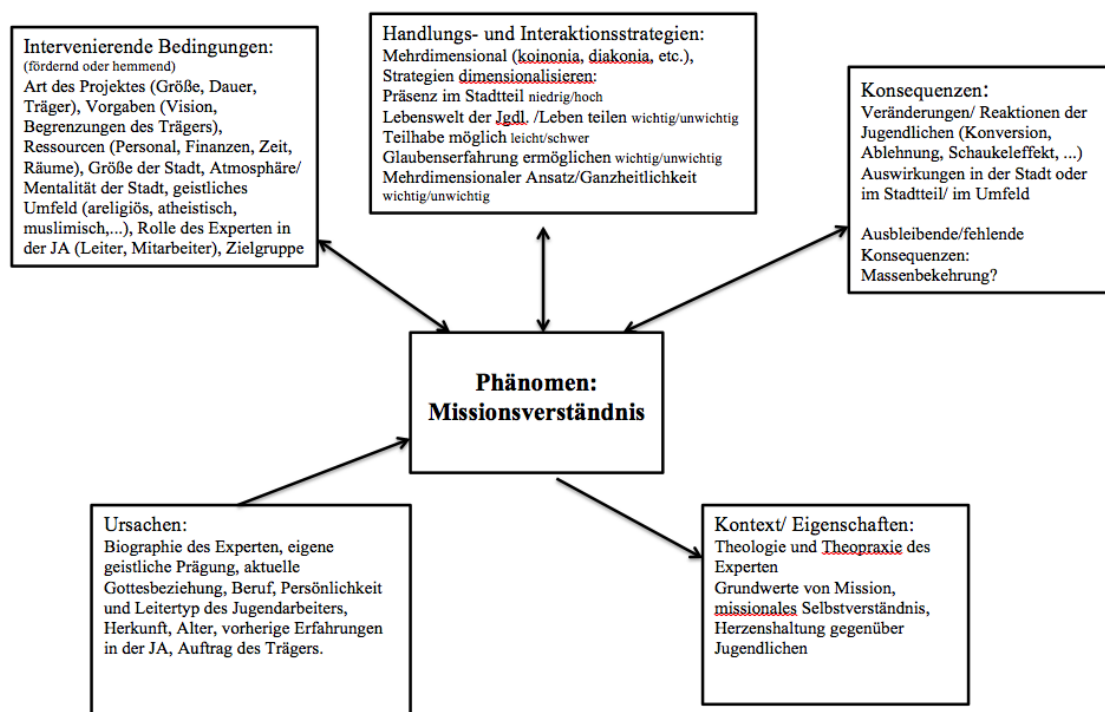 Intervenierende Bedingungen:
(fördernd oder hemmend)
Art des Projektes (Größe, Dauer,
Träger), Vorgaben (Vision,
Begrenzungen des Trägers),
Ressourcen (Personal, Finanzen, Zeit,
Räume), Größe der Stadt, Atmosphäre/
Mentalität der Stadt, geistliches
Umfeld (areligiös, atheistisch,
muslimisch,...), Rolle des Experten in
der JA (Leiter, Mitarbeiter), Zielgruppe
Handlungs- und Interaktionsstrategien:
Mehrdimensional (koinonia, diakonia, etc.),
Strategien dimensionalisieren:
Präsenz im Stadtteil niedrig/hoch
Lebenswelt der Jgdl. /Leben teilen wichtig/unwichtig
Teilhabe möglich leicht/schwer
Glaubenserfahrung ermöglichen wichtig/unwichtig
Mehrdimensionaler Ansatz/Ganzheitlichkeit
wichtig/unwichtig
Konsequenzen:
Veränderungen/ Reaktionen der
Jugendlichen (Konversion,
Ablehnung, Schaukeleffekt, ...)
Auswirkungen in der Stadt oder
im Stadtteil/ im Umfeld
Ausbleibende/fehlende
Konsequenzen:
Massenbekehrung?
Phänomen:
Missionsverständnis
Ursachen:
Biographie des Experten, eigene
geistliche Prägung, aktuelle
Gottesbeziehung, Beruf, Persönlichkeit
und Leitertyp des Jugendarbeiters,
Herkunft, Alter, vorherige Erfahrungen
in der JA, Auftrag des Trägers.
Kontext/ Eigenschaften:
Theologie und Theopraxie des
Experten
Grundwerte von Mission,
missionales Selbstverständnis,
Herzenshaltung gegenüber
Jugendlichen